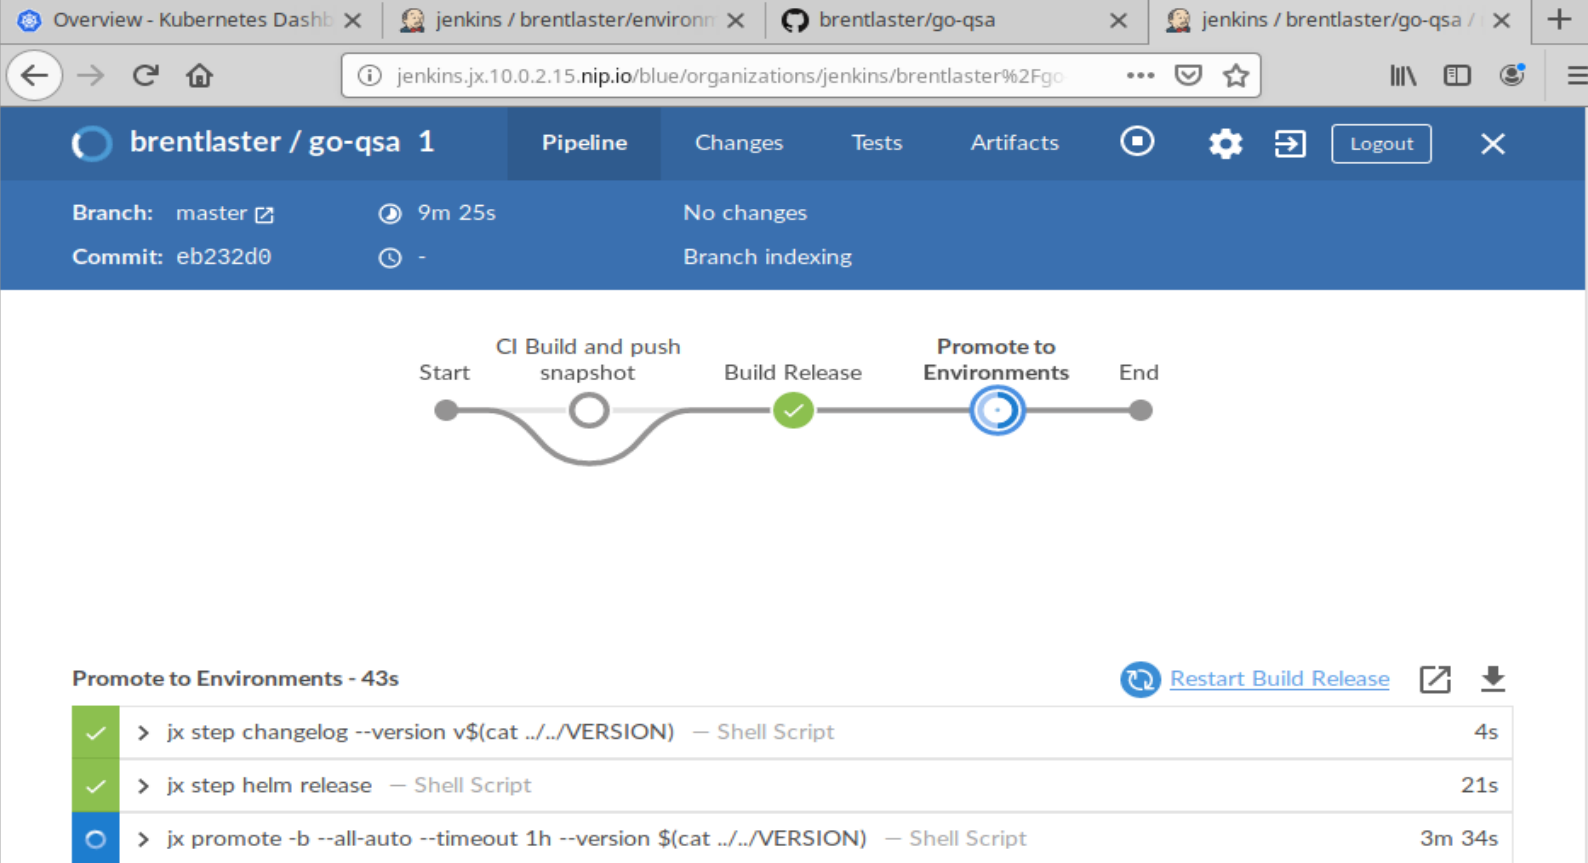 Overview - Kubernetes Dashb
jenkins / brentlaster/environm
brentlaster/go-qsa
jenkins / brentlaster/go-qsa /
jenkins.jx.10.0.2.15.nip.io/blue/organizations/jenkins/brentlaster%2Fgo-
brentlaster / go-qsa 1
Pipeline
Changes
Tests
Artifacts
Logout
Branch: master
9m 25s
No changes
Commit: eb232d0
-
Branch indexing
Start
CI Build and push
snapshot
Build Release
Promote to
Environments
End
Promote to Environments - 43s
Restart Build Release
jx step changelog --version v$(cat ../../VERSION) — Shell Script
4s
jx step helm release — Shell Script
21s
jx promote -b --all-auto --timeout 1h --version $(cat ../../VERSION) — Shell Script
3m 34s